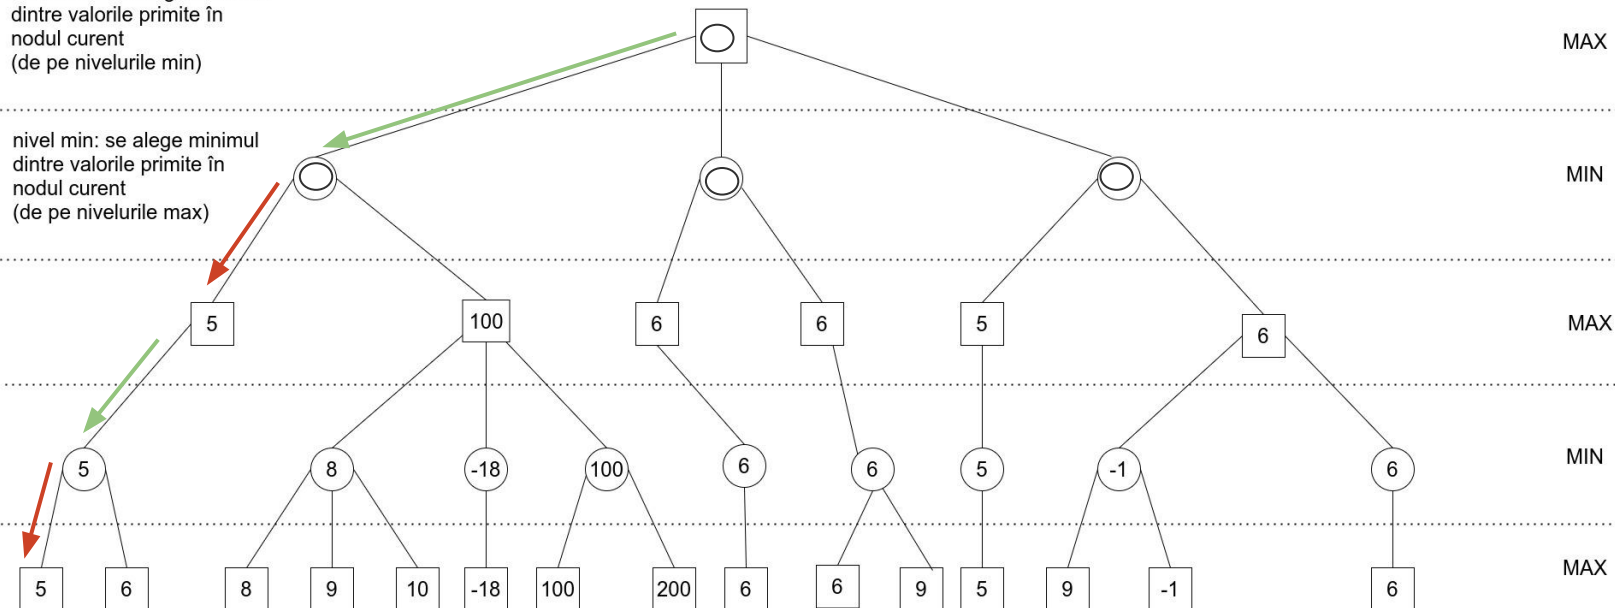 dintre valorile primite în
nodul curent
(de pe nivelurile min)
MAX
nivel min: se alege minimul
dintre valorile primite în
nodul curent
(de pe nivelurile max)
MIN
5 100 6 6 5 6 MAX
5 8 -18 100 6 6 5 -1 6 MIN
5 6 8 9 10 -18 100 200 6 6 9 5 9 -1 6 MAX